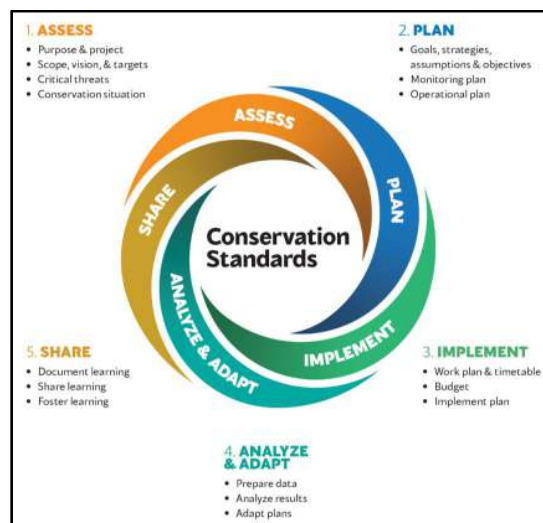 1. ASSESS
• Purpose & project
• Scope, vision, & targets
• Critical threats
• Conservation situation
2. PLAN
• Goals, strategies,
assumptions & objectives
• Monitoring plan
• Operational plan
ASSESS
PLAN
SHARE
Conservation
Standards
ANALYZE & ADAPT
IMPLEMENT
5. SHARE
• Document learning
• Share learning
• Foster learning
3. IMPLEMENT
• Work plan & timetable
• Budget
• Implement plan
4. ANALYZE
& ADAPT
• Prepare data
• Analyze results
• Adapt plans